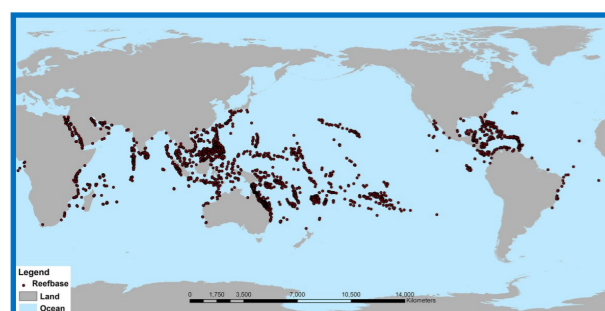 Legend
Reefbase
Land
Ocean
0 1,750 3,500 7,000 10,500 14,000
Kilometers